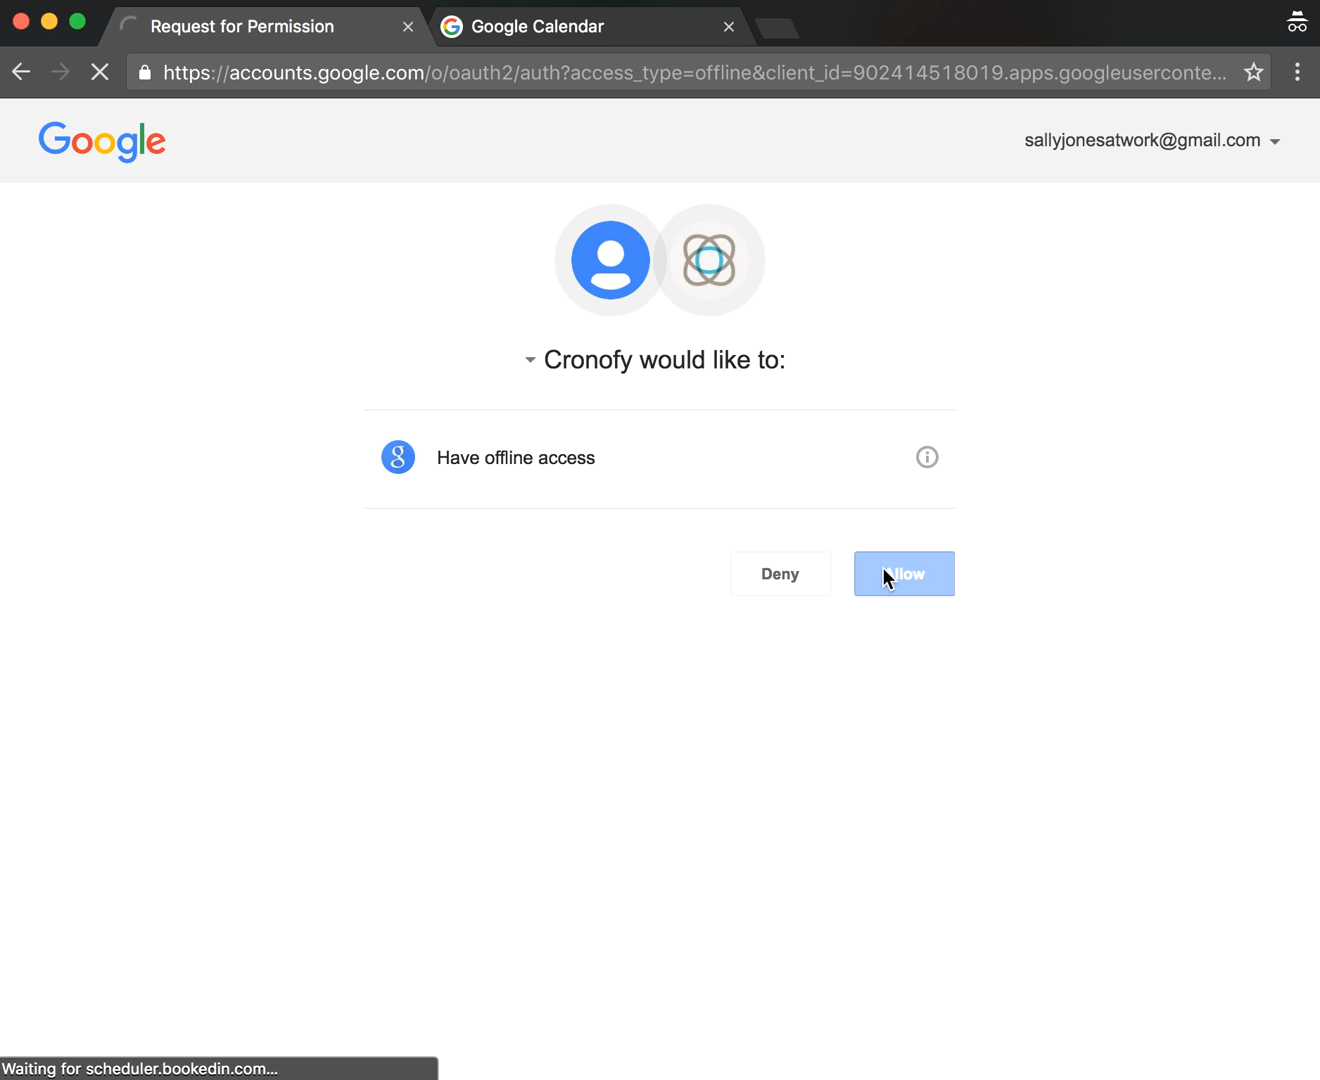 Request for Permission
Google Calendar
https://accounts.google.com/o/oauth2/auth?access_type=offline&client_id=902414518019.apps.googleuserconte...
Google
sallyjonesatwork@gmail.com
Cronofy would like to:
Have offline access
Deny
Allow
Waiting for scheduler.bookedin.com...